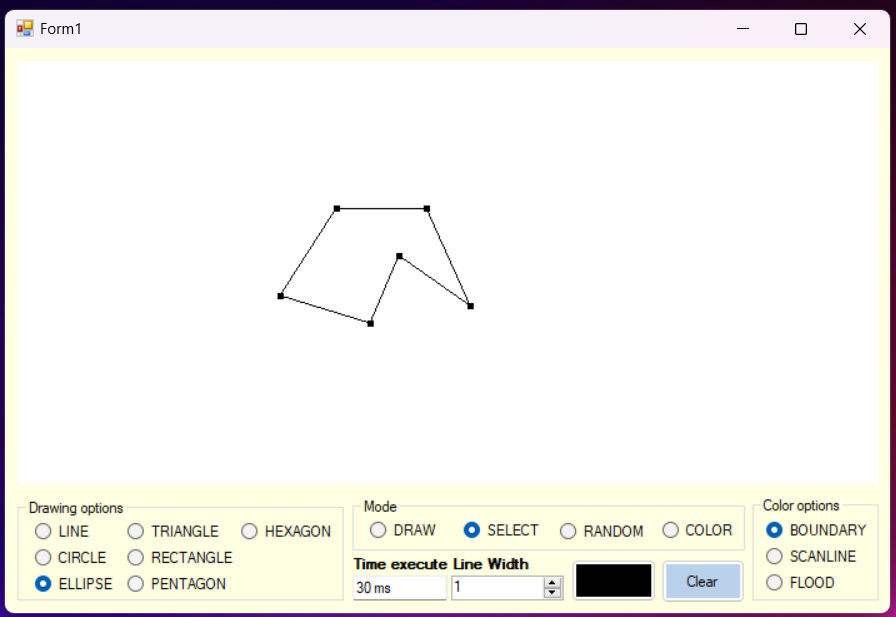 Form1
Drawing options
LINE TRIANGLE HEXAGON
CIRCLE RECTANGLE
ELLIPSE PENTAGON
Mode
DRAW SELECT RANDOM COLOR
Time execute Line Width
30 ms 1 Clear
Color options
BOUNDARY
SCANLINE
FLOOD